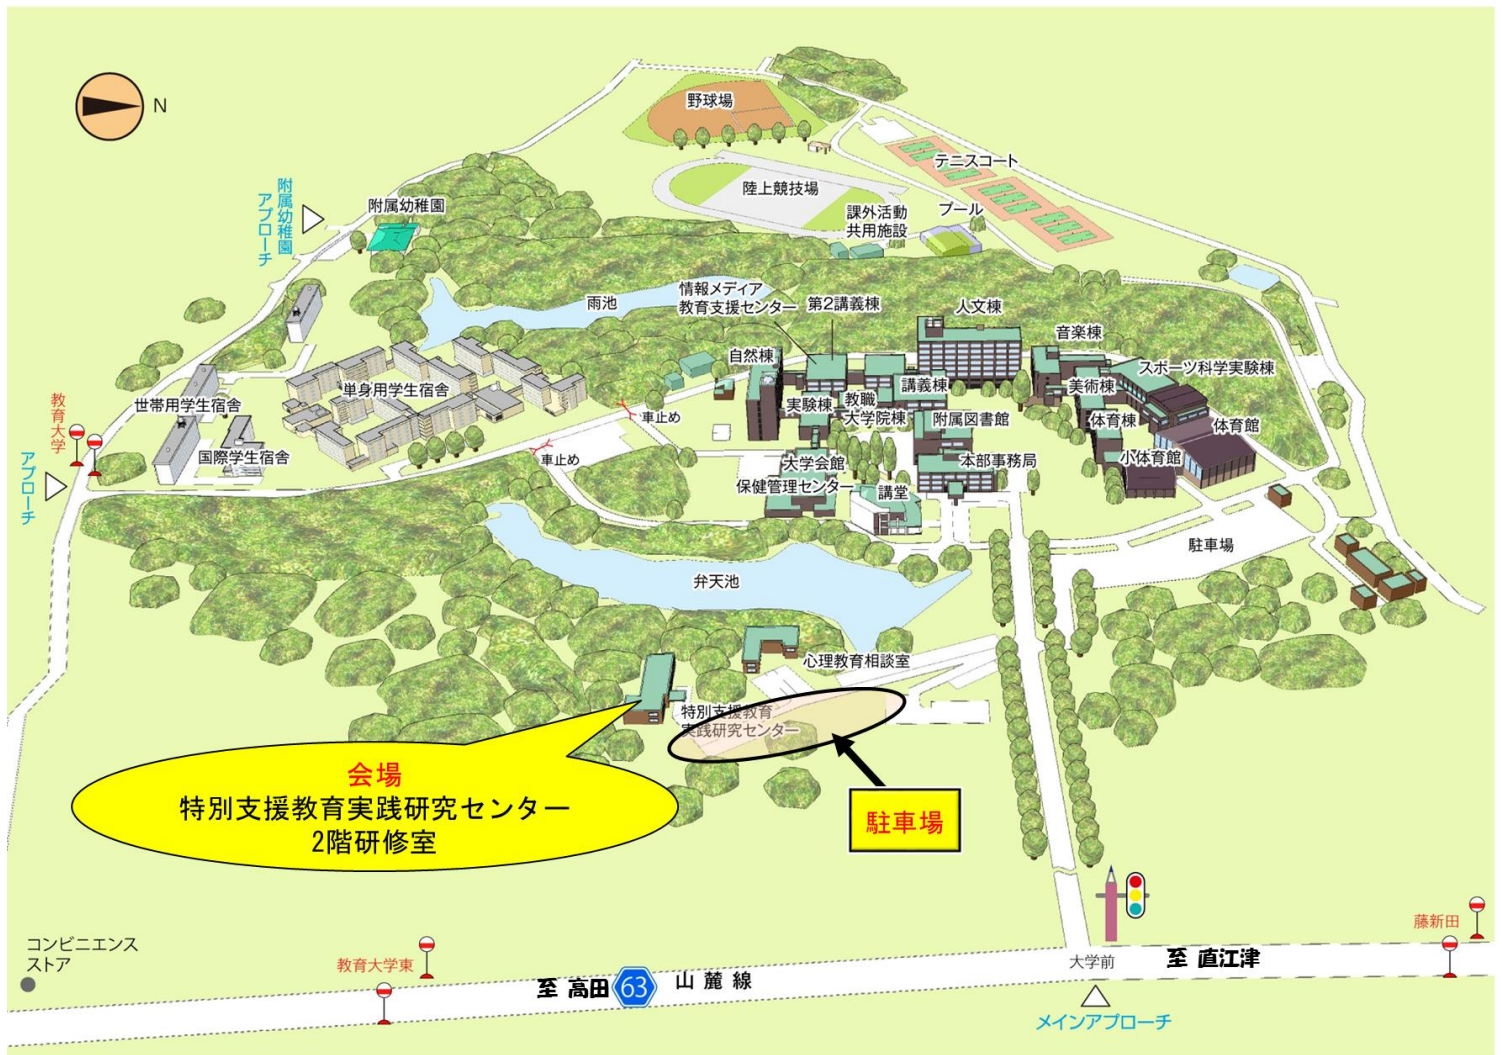 N
野球場
テニスコート
陸上競技場
附属幼稚園
アプローチ
附属幼稚園
課外活動
共用施設
プール
雨池
情報メディア
教育支援センター
第2講義棟
人文棟
音楽棟
自然棟
スポーツ科学実験棟
講義棟
美術棟
単身用学生宿舎
世帯用学生宿舎
実験棟
教職
大学院棟
附属図書館
体育棟
体育館
車止め
教育大学
国際学生宿舎
車止め
大学会館
本部事務局
小体育館
アプローチ
保健管理センター
講堂
駐車場
弁天池
心理教育相談室
特別支援教育
実践研究センター
会場
特別支援教育実践研究センター
2階研修室
駐車場
コンビニエンス
ストア
教育大学東
藤新田
大学前
至 直江津
至 高田
63
山麓線
メインアプローチ